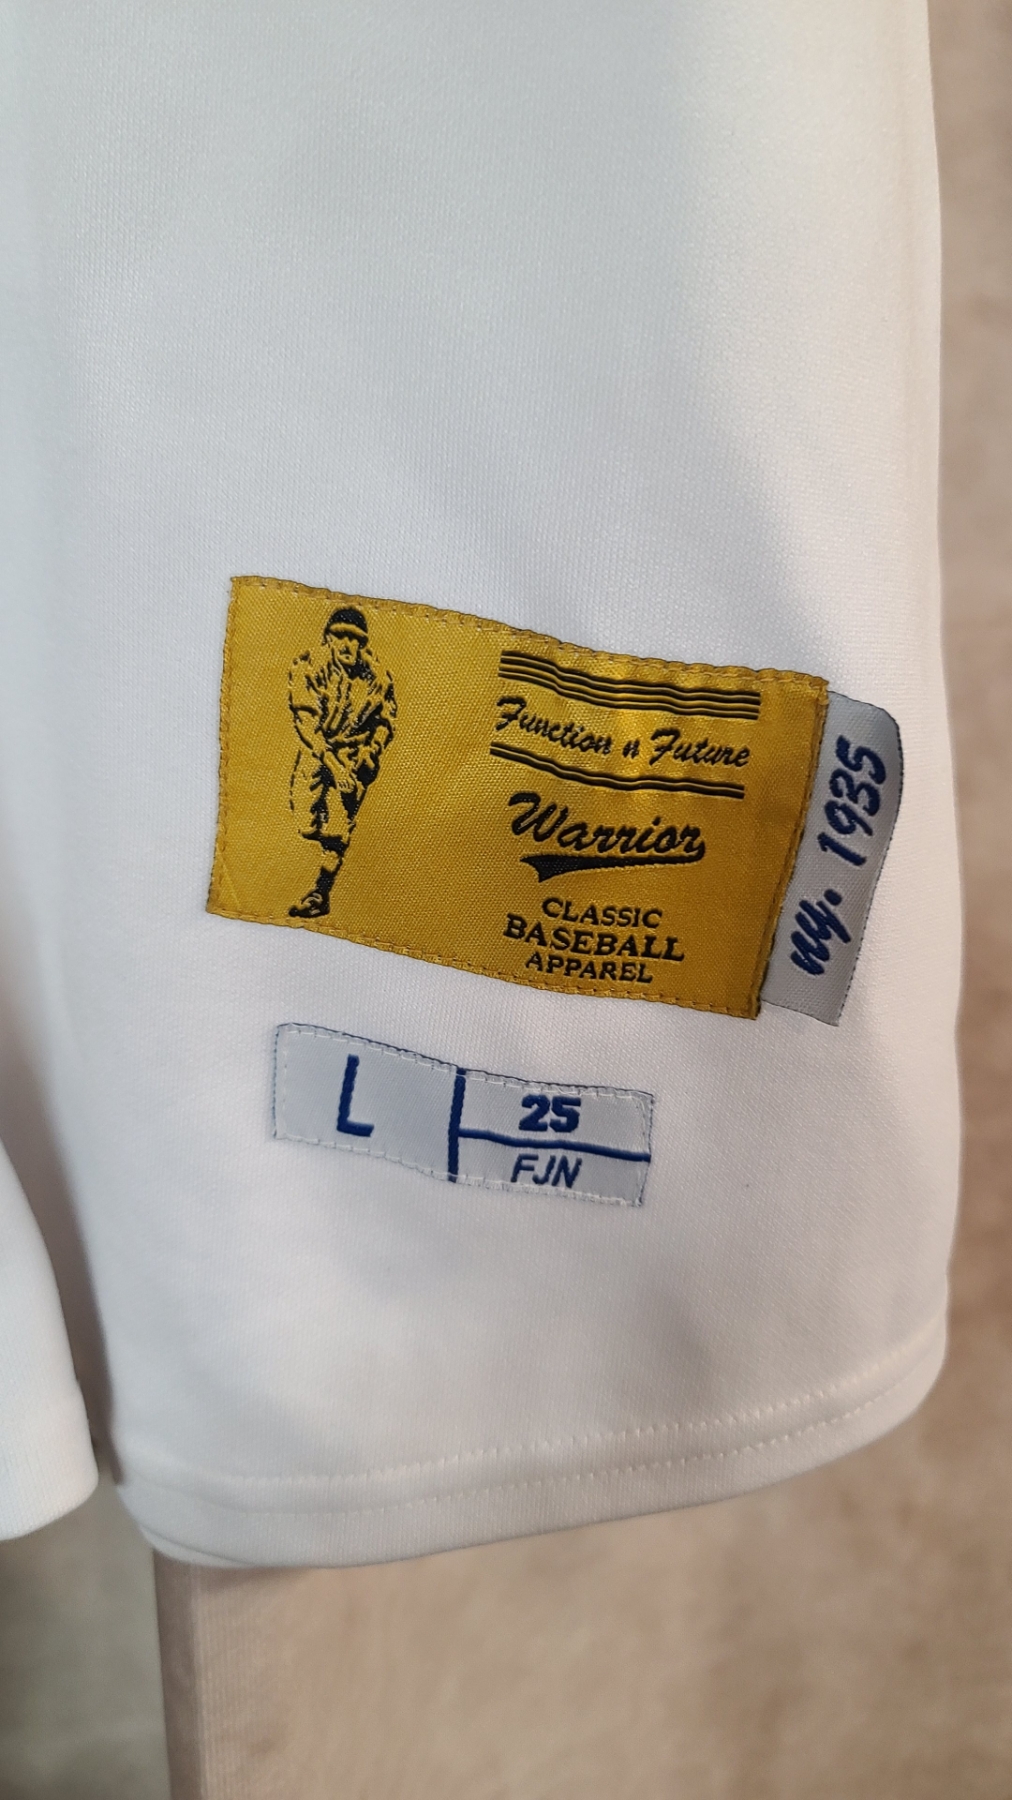 Function n Future
Warrior
CLASSIC
BASEBALL
APPAREL
ny. 1935
L
25
FJN